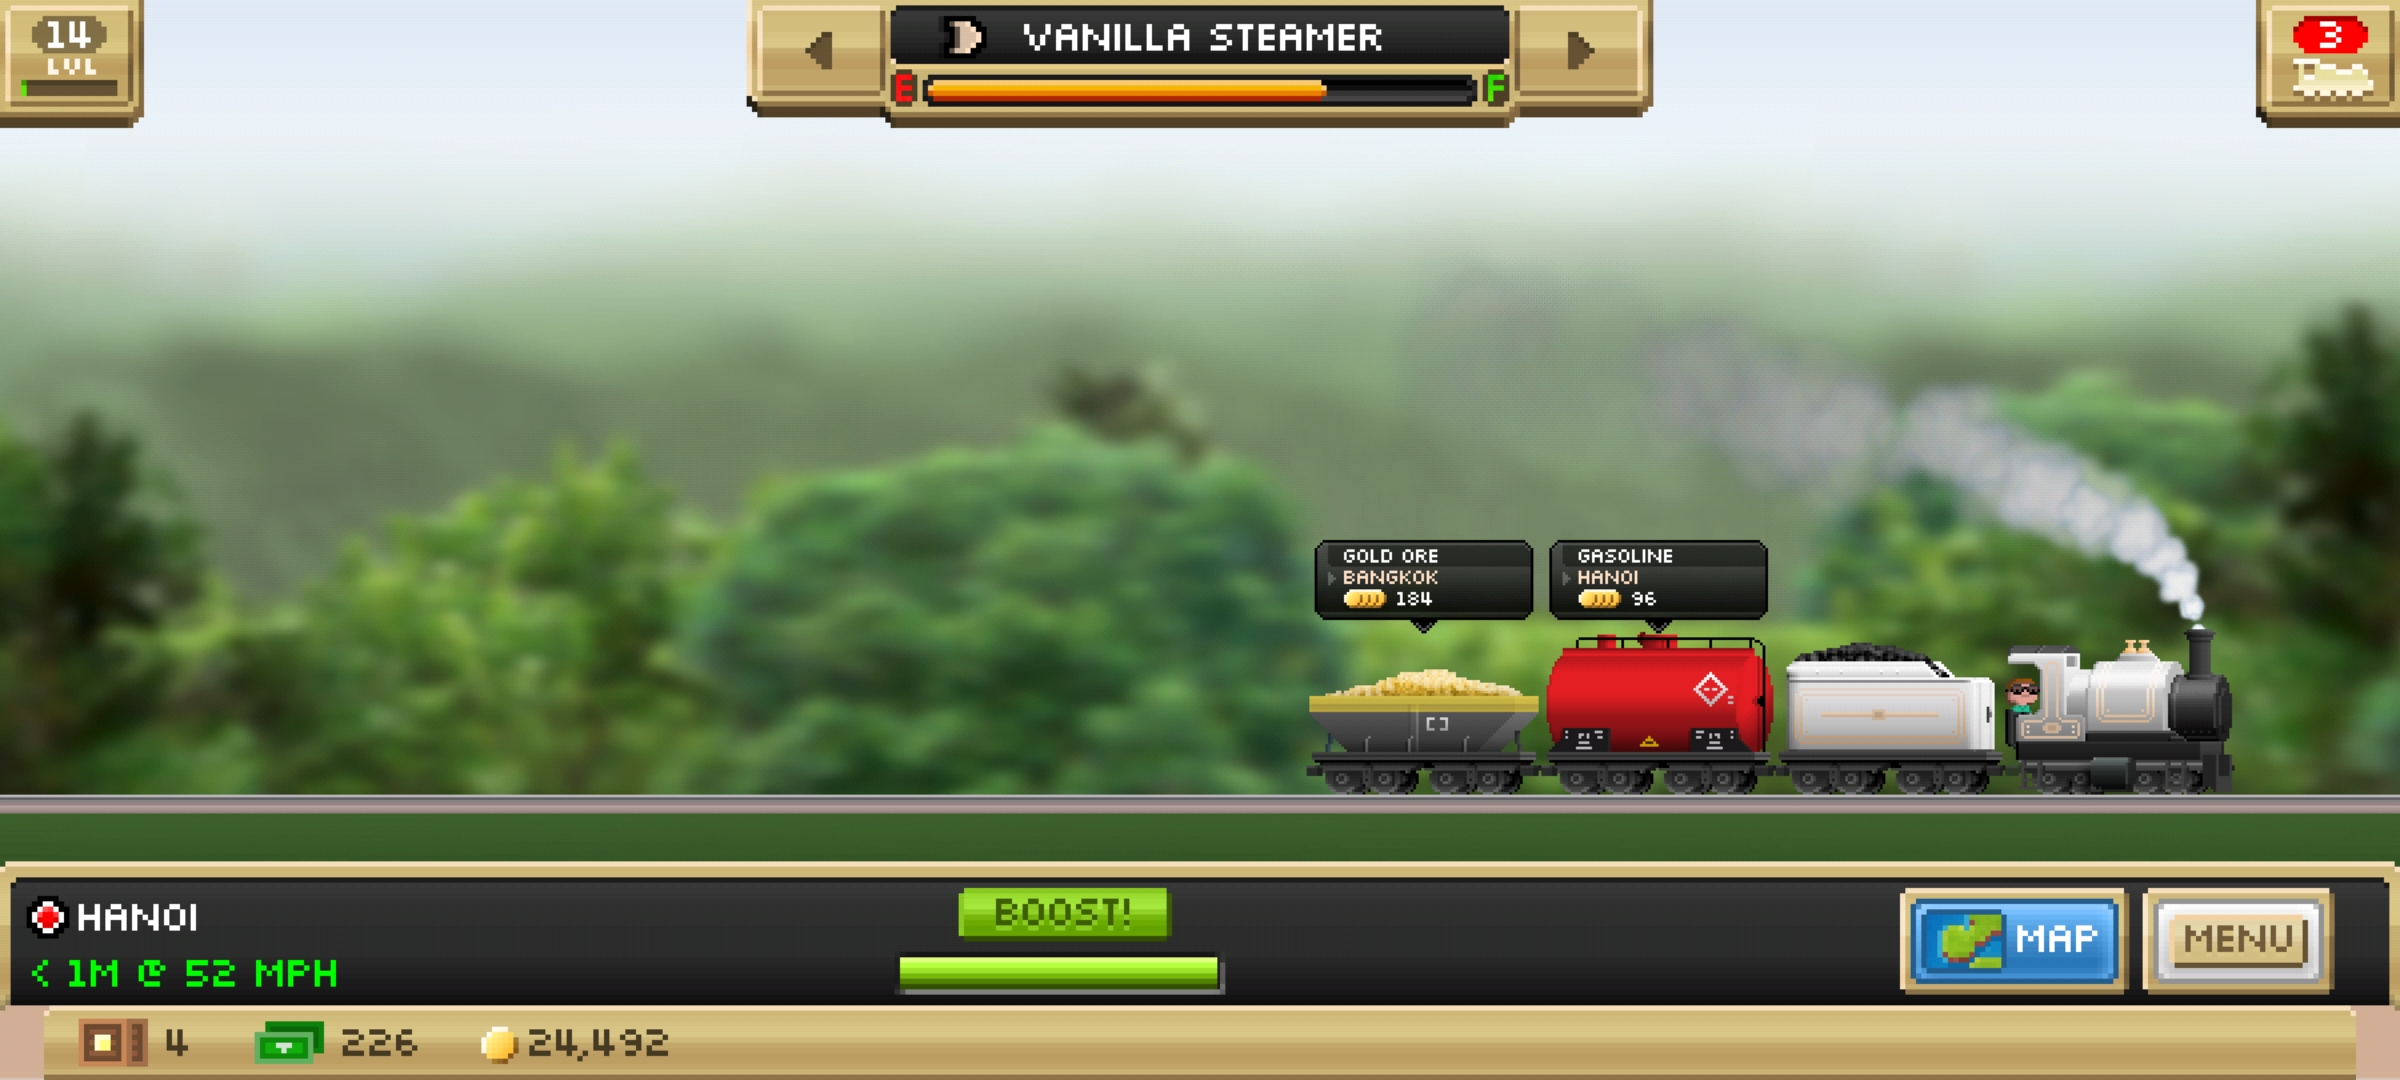 14
LVL
VANILLA STEAMER
E F
3
GOLD ORE
BANGKOK
184
GASOLINE
HANOI
96
HANOI
< 1M @ 52 MPH
BOOST!
MAP
MENU
4
226
24,492